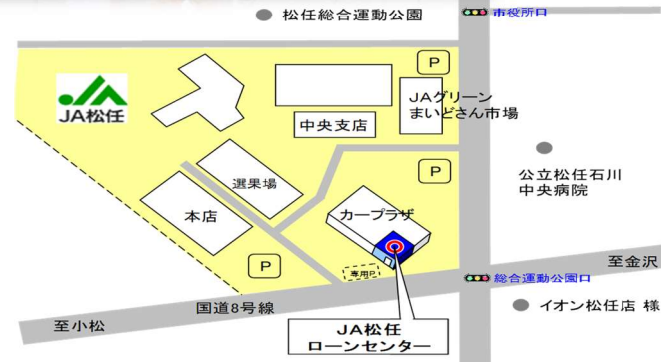 松任総合運動公園
市役所口
P
JA松任
JAグリーン
まいどさん市場
中央支店
P
公立松任石川
中央病院
選果場
本店
カープラザ
P
専用P
至金沢
総合運動公園口
国道8号線
イオン松任店 様
至小松
JA松任
ローンセンター